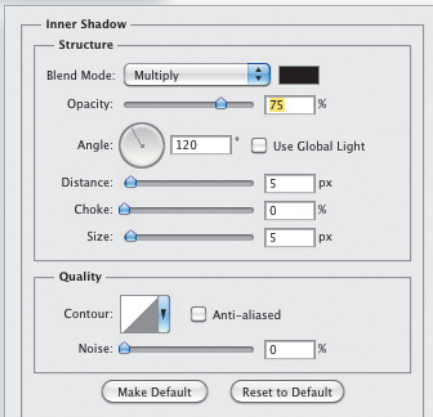 Inner Shadow
Structure
Blend Mode: Multiply
Opacity: 75 %
Angle: 120 ° Use Global Light
Distance: 5 px
Choke: 0 %
Size: 5 px
Quality
Contour: Anti-aliased
Noise: 0 %
Make Default Reset to Default